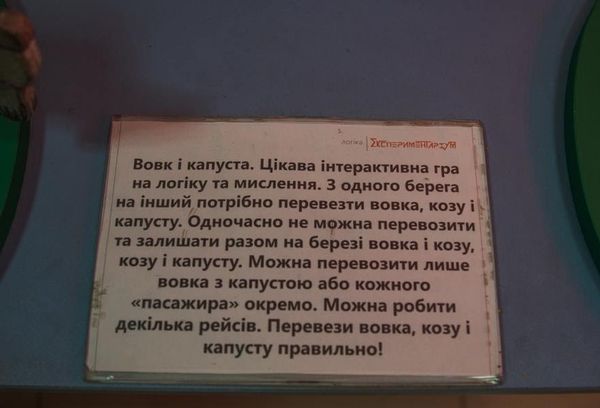 логіка | ЭКСПЕРИМЕНТАРІУМ
Вовк і капуста. Цікава інтерактивна гра
на логіку та мислення. З одного берега
на інший потрібно перевезти вовка, козу і
капусту. Одночасно не можна перевозити
та залишати разом на березі вовка і козу,
козу і капусту. Можна перевозити лише
вовка з капустою або кожного
«пасажира» окремо. Можна робити
декілька рейсів. Перевези вовка, козу і
капусту правильно!